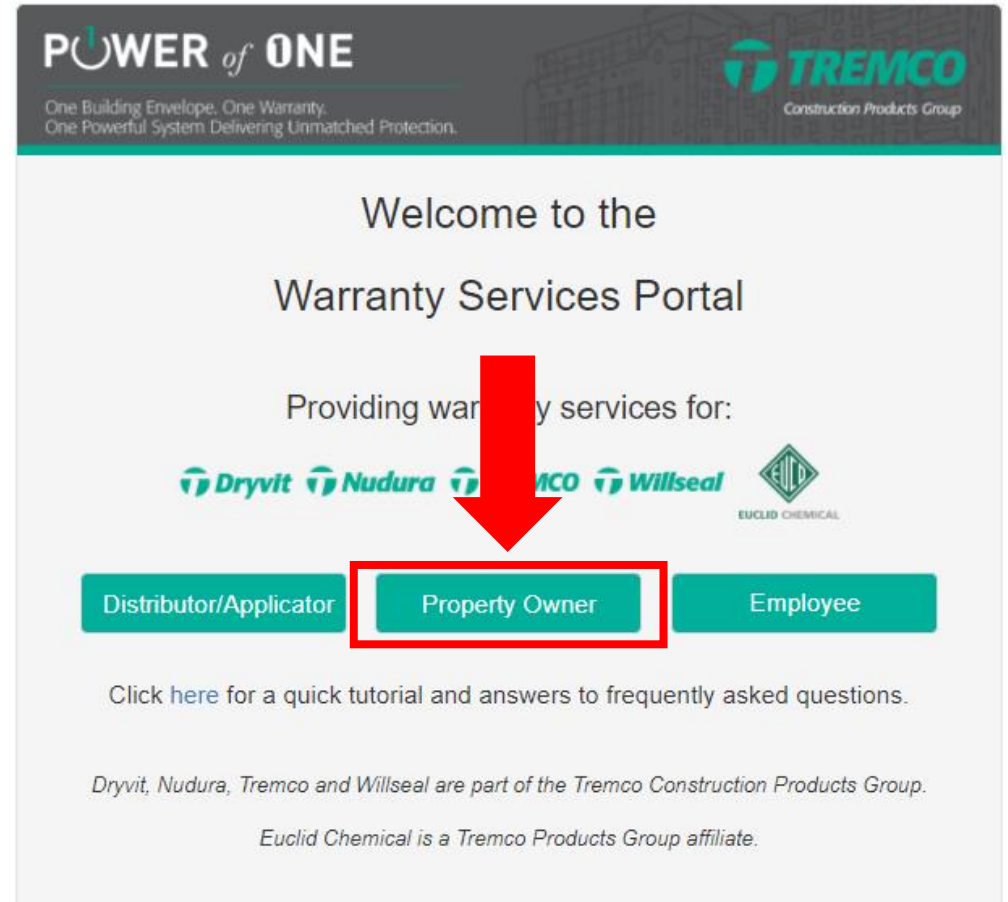 POWER of ONE
TREMCO
Construction Products Group
One Building Envelope. One Warranty.
One Powerful System Delivering Unmatched Protection.
Welcome to the
Warranty Services Portal
Providing services for:
Dryvit Nudura Willseal
EUCO
EUCLID CHEMICAL
Distributor/Applicator Property Owner Employee
Click here for a quick tutorial and answers to frequently asked questions.
Dryvit, Nudura, Tremco and Willseal are part of the Tremco Construction Products Group.
Euclid Chemical is a Tremco Products Group affiliate.